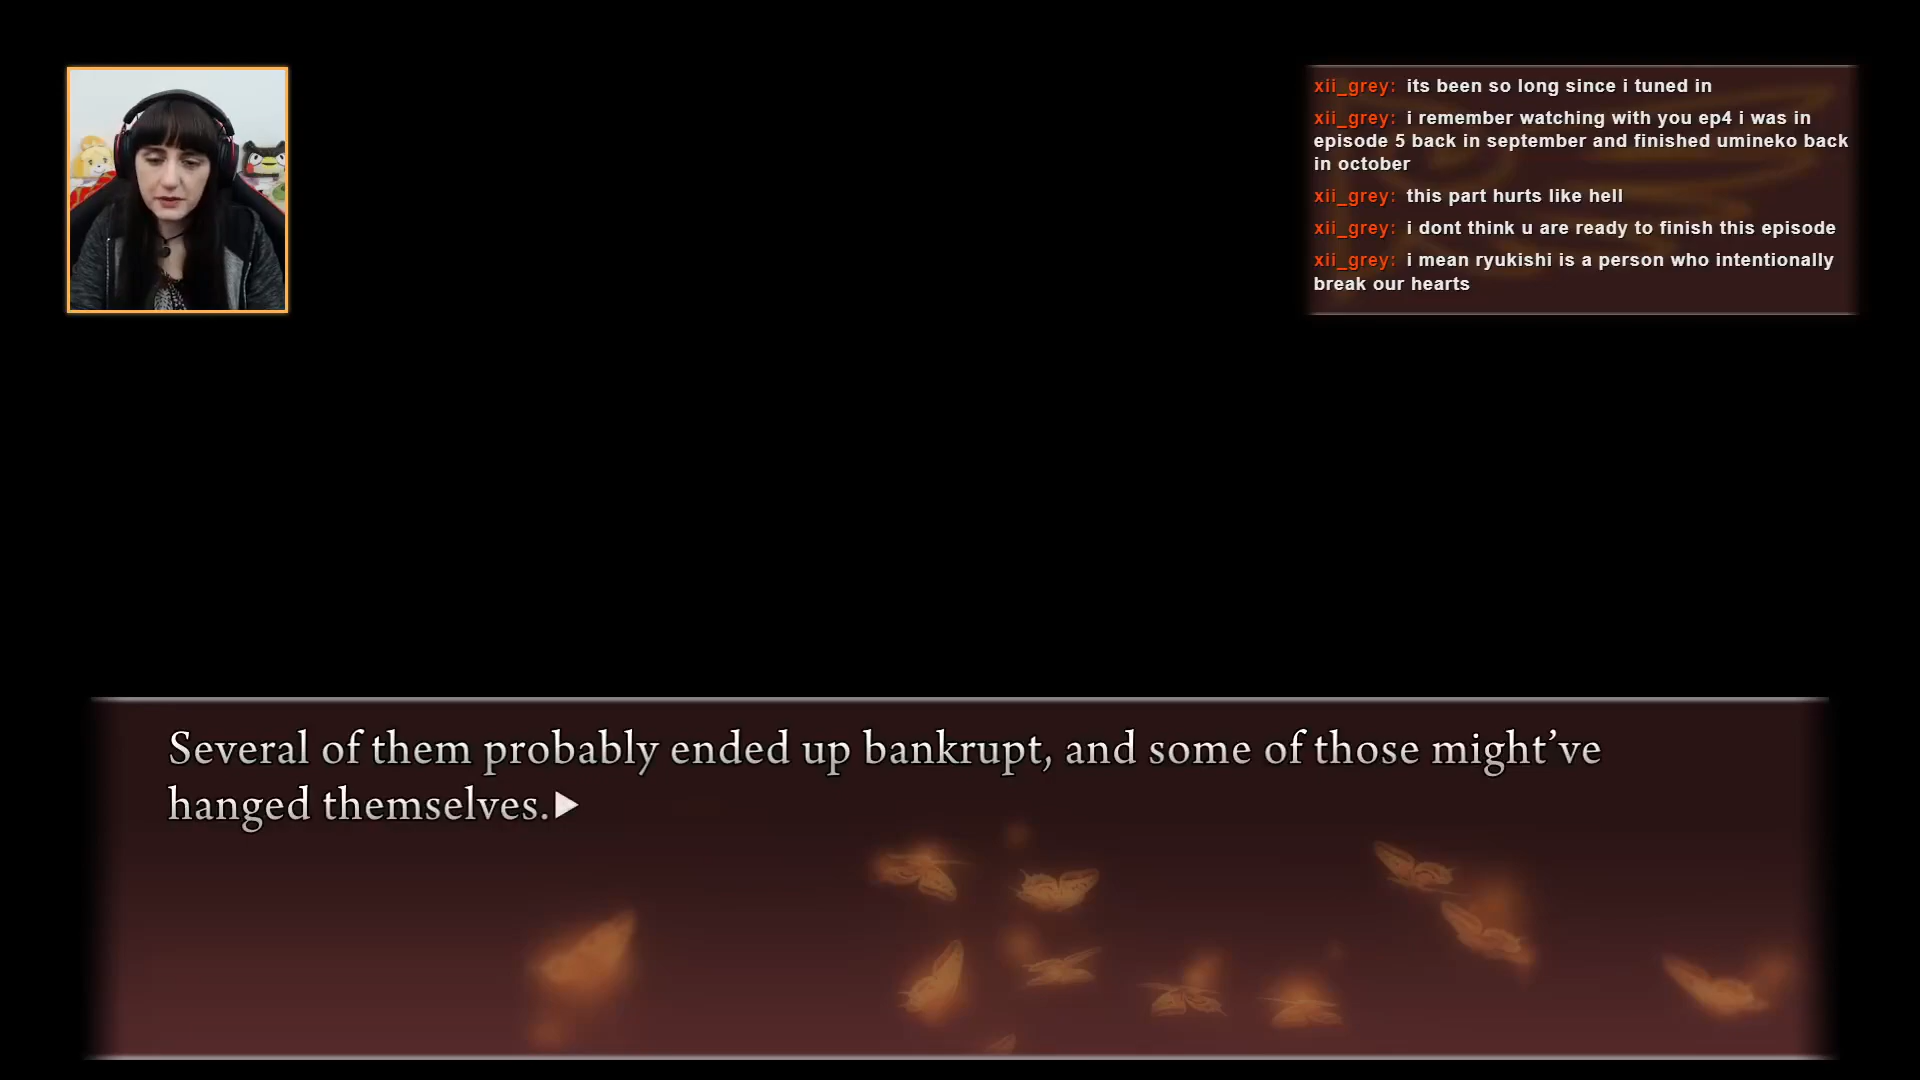 xii_grey: its been so long since i tuned in
xii_grey: i remember watching with you ep4 i was in
episode 5 back in september and finished umineko back
in october
xii_grey: this part hurts like hell
xii_grey: i dont think u are ready to finish this episode
xii_grey: i mean ryukishi is a person who intentionally
break our hearts
Several of them probably ended up bankrupt, and some of those might’ve
hanged themselves.